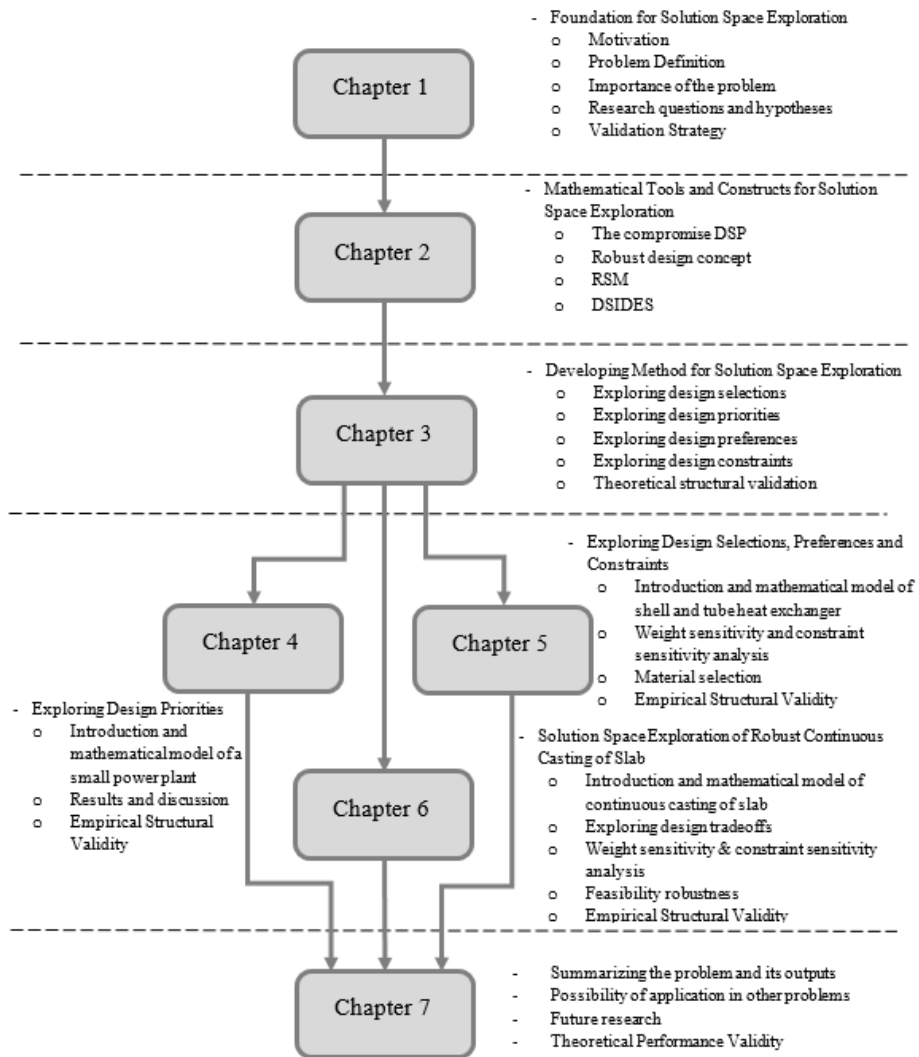 - Foundation for Solution Space Exploration
o Motivation
o Problem Definition
o Importance of the problem
o Research questions and hypotheses
o Validation Strategy
Chapter 1
- Mathematical Tools and Constructs for Solution
Space Exploration
o The compromise DSP
o Robust design concept
o RSM
o DSIDES
Chapter 2
- Developing Method for Solution Space Exploration
o Exploring design selections
o Exploring design priorities
o Exploring design preferences
o Exploring design constraints
o Theoretical structural validation
Chapter 3
- Exploring Design Selections, Preferences and
Constraints
o Introduction and mathematical model of
shell and tube heat exchanger
o Weight sensitivity and constraint
sensitivity analysis
o Material selection
o Empirical Structural Validity
Chapter 4
Chapter 5
- Exploring Design Priorities
o Introduction and
mathematical model of a
small power plant
o Results and discussion
o Empirical Structural
Validity
- Solution Space Exploration of Robust Continuous
Casting of Slab
o Introduction and mathematical model of
continuous casting of slab
o Exploring design tradeoffs
o Weight sensitivity & constraint sensitivity
analysis
o Feasibility robustness
o Empirical Structural Validity
Chapter 6
Chapter 7
- Summarizing the problem and its outputs
- Possibility of application in other problems
- Future research
- Theoretical Performance Validity